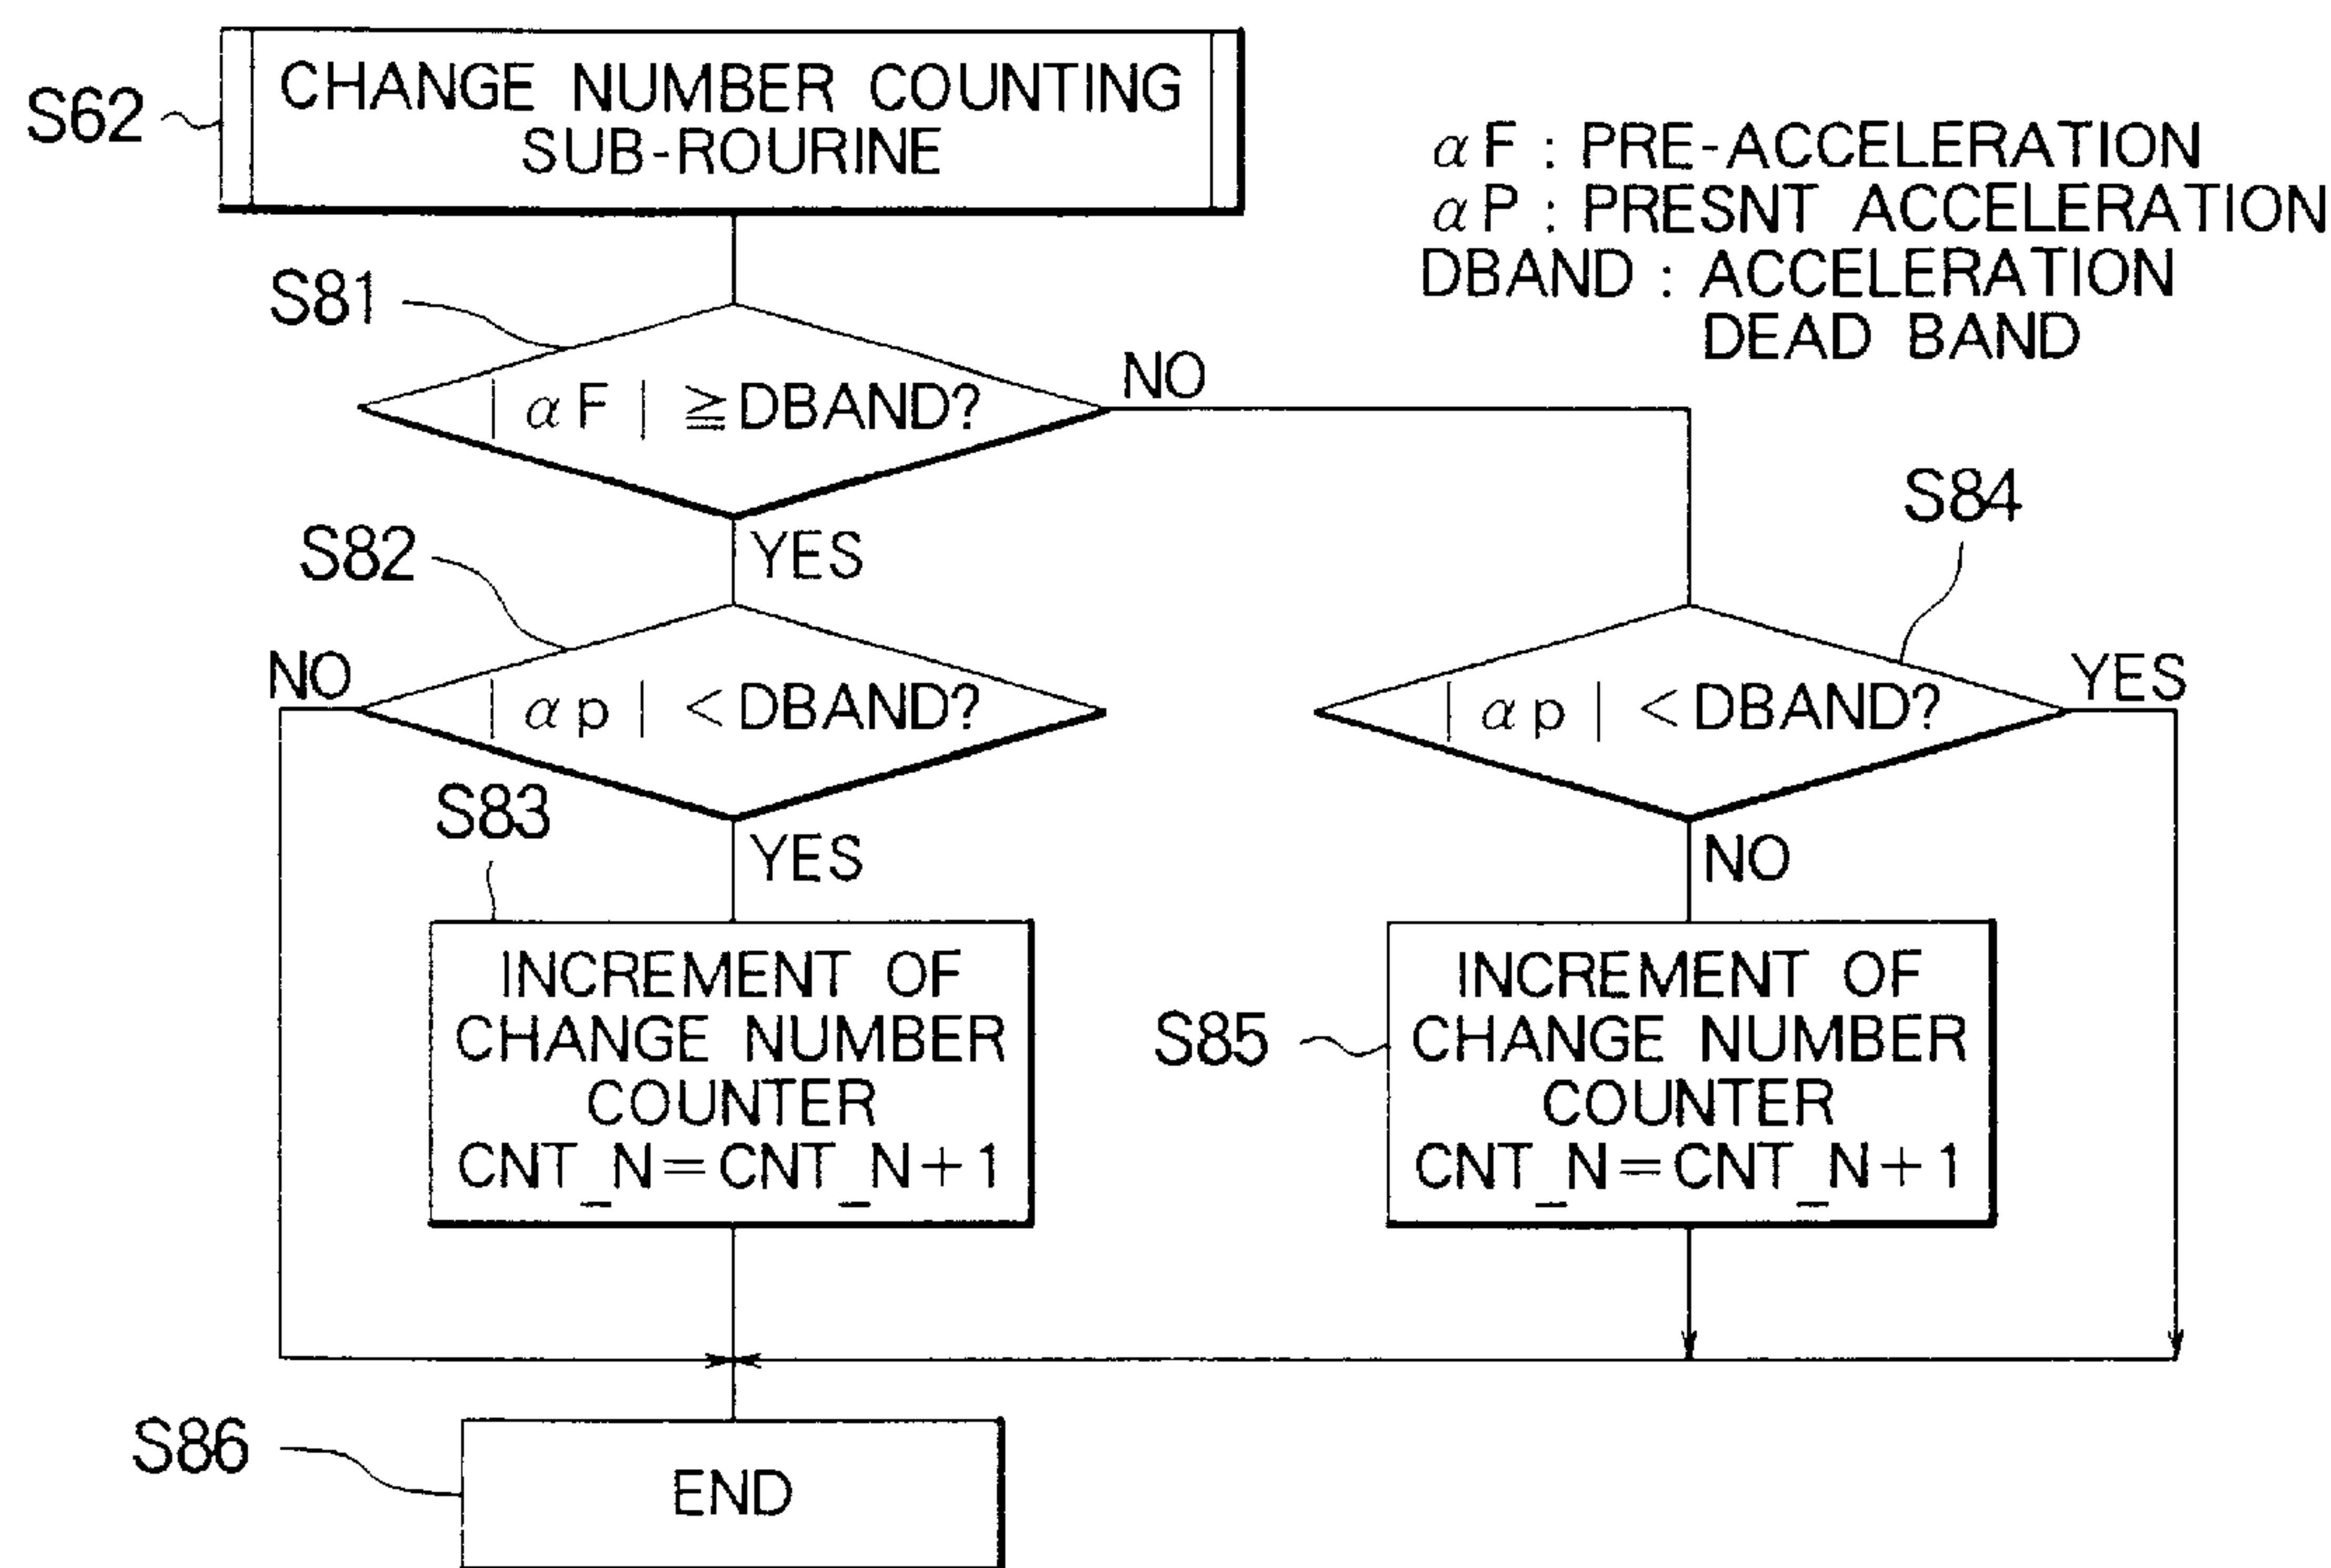 S62
CHANGE NUMBER COUNTING
SUB-ROURINE
αF : PRE-ACCELERATION
αP : PRESNT ACCELERATION
DBAND : ACCELERATION
DEAD BAND
S81
| αF | ≧DBAND?
NO
YES
S82
NO
| αp | <DBAND?
YES
S84
| αp | <DBAND?
YES
NO
S83
INCREMENT OF
CHANGE NUMBER
COUNTER
CNT_N=CNT_N+1
S85
INCREMENT OF
CHANGE NUMBER
COUNTER
CNT_N=CNT_N+1
S86
END